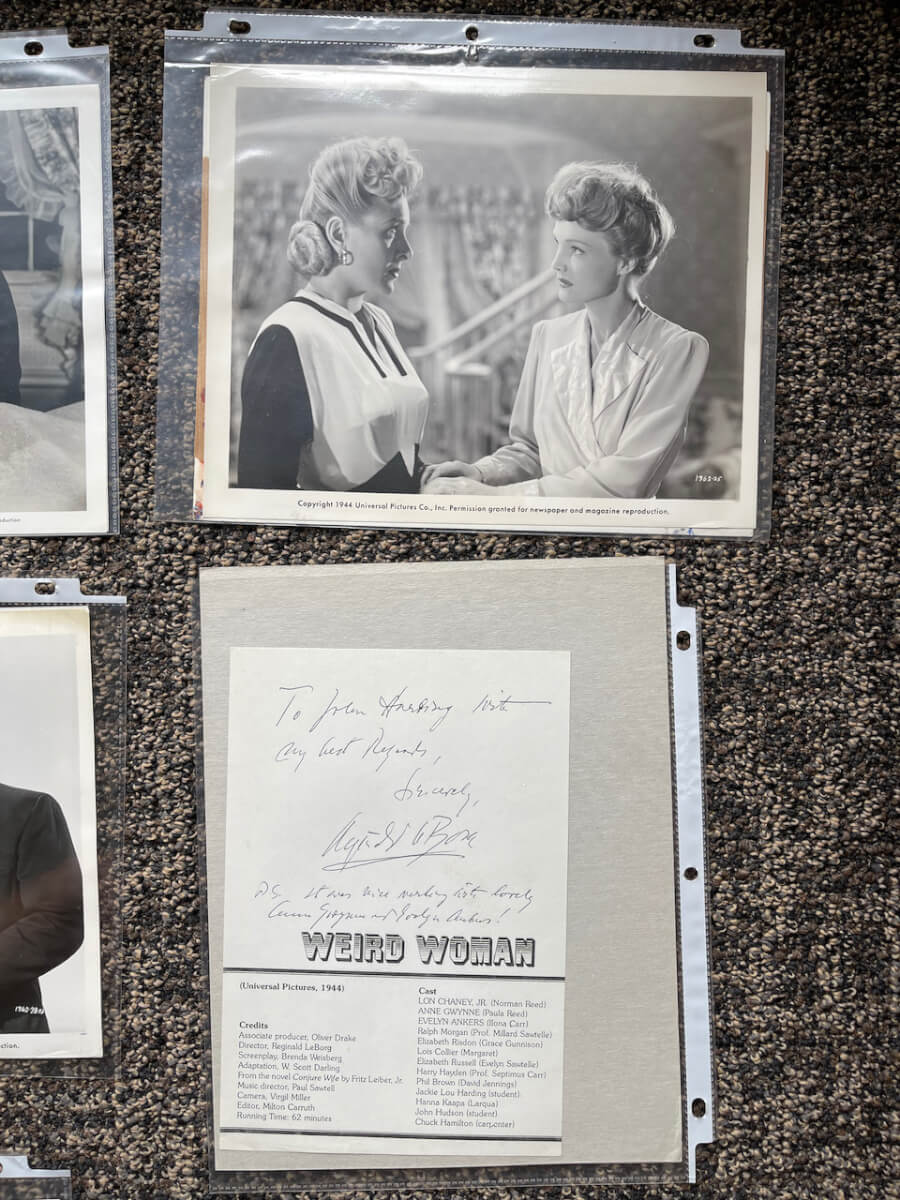 1963-25
Copyright 1944 Universal Pictures Co., Inc. Permission granted for newspaper and magazine reproduction.
To John with
my best Regards,
Sincerely,
Reginald LeBorg
P.S. it was nice working with lovely
Anne Gwynne and Evelyn Ankers!
WEIRD WOMAN
(Universal Pictures, 1944)
Credits
Associate producer, Oliver Drake
Director, Reginald LeBorg
Screenplay, Brenda Weisberg
Adaptation, W. Scott Darling
From the novel Conjure Wife by Fritz Leiber, Jr.
Music director, Paul Sawtell
Camera, Virgil Miller
Editor, Milton Carruth
Running Time: 62 minutes
Cast
LON CHANEY, JR. (Norman Reed)
ANNE GWYNNE (Paula Reed)
EVELYN ANKERS (Ilona Carr)
Ralph Morgan (Prof. Millard Sawtelle)
Elizabeth Risdon (Grace Gunnison)
Lois Collier (Margaret)
Elizabeth Russell (Evelyn Sawtelle)
Harry Hayden (Prof. Septimus Carr)
Phil Brown (David Jennings)
Jackie Lou Harding (student)
Hanna Kaapa (Larqua)
John Hudson (student)
Chuck Hamilton (carpenter)